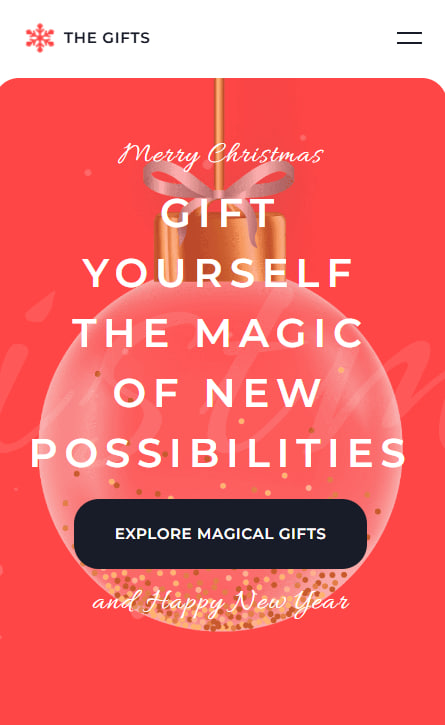 THE GIFTS
Merry Christmas
GIFT
YOURSELF
THE MAGIC
OF NEW
POSSIBILITIES
EXPLORE MAGICAL GIFTS
and Happy New Year